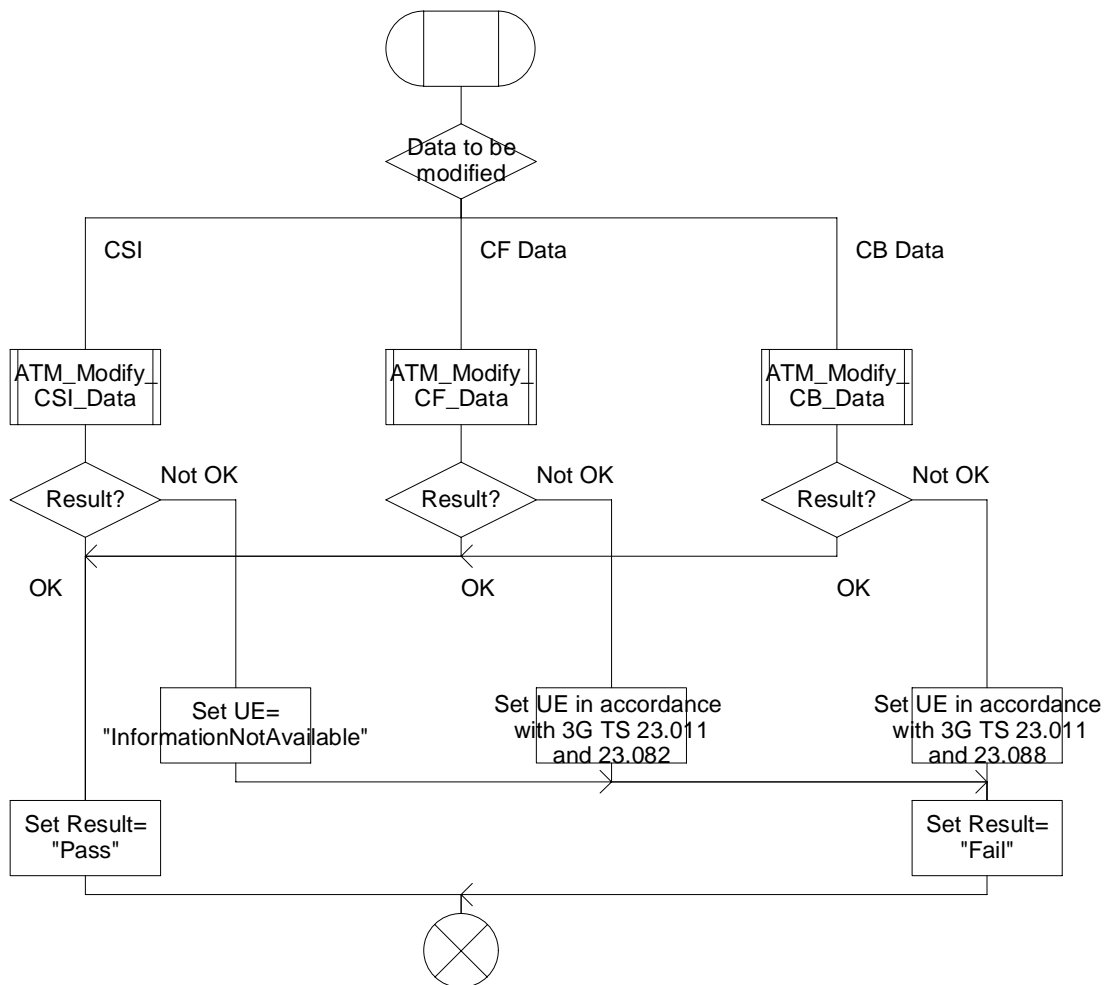 Data to be
modified
CSI
CF Data
CB Data
ATM_Modify_
CSI_Data
ATM_Modify_
CF_Data
ATM_Modify_
CB_Data
Result?
Not OK
Result?
Not OK
Result?
Not OK
OK
OK
OK
Set UE=
"InformationNotAvailable"
Set UE in accordance
with 3G TS 23.011
and 23.082
Set UE in accordance
with 3G TS 23.011
and 23.088
Set Result=
"Pass"
Set Result=
"Fail"